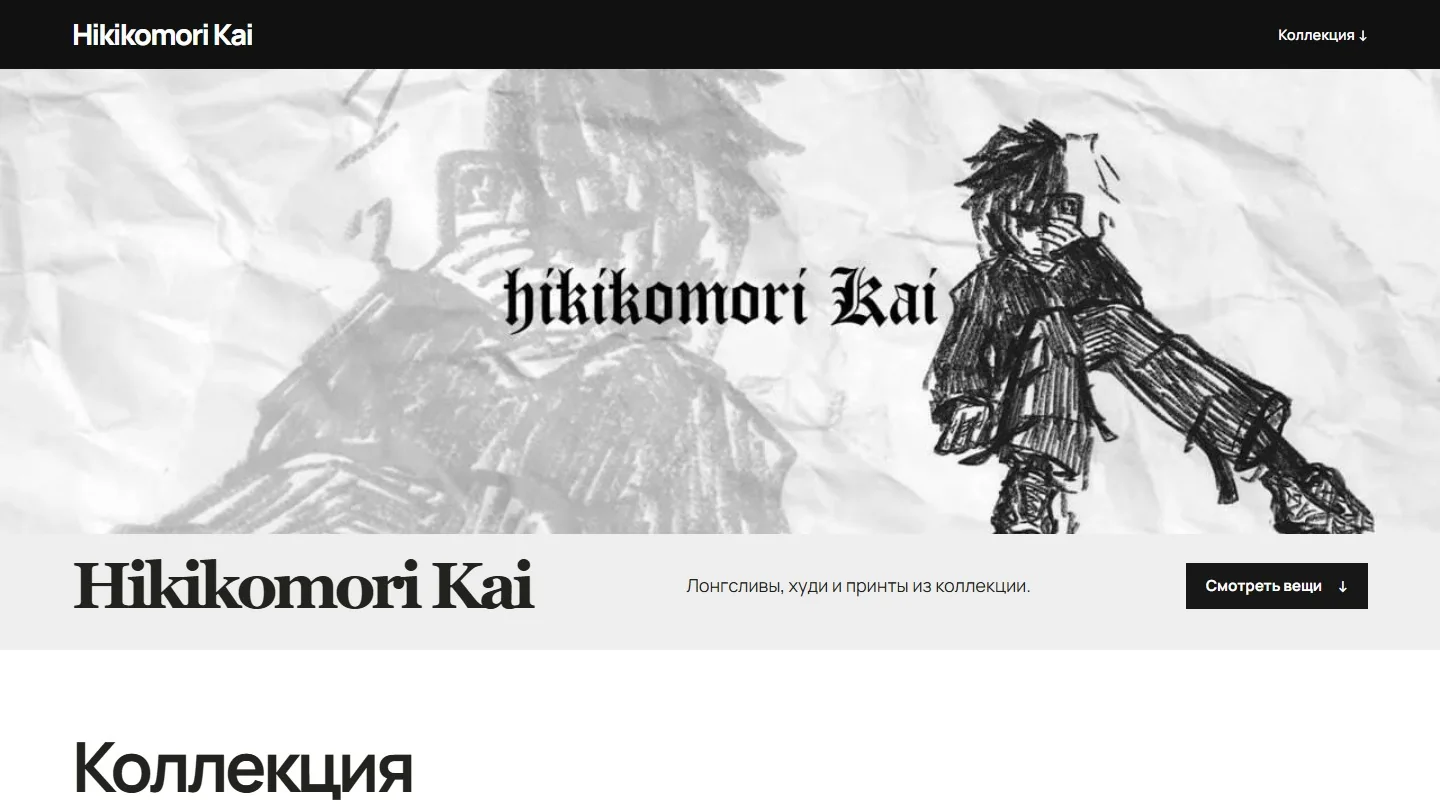 Hikikomori Kai
Коллекция ↓
hikikomori Kai
Hikikomori Kai
Лонгсливы, худи и принты из коллекции.
Смотреть вещи ↓
Коллекция